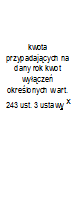 kwota
przypadających na
dany rok kwot
wyłączeń
określonych w art.
243 ust. 3 ustawy x